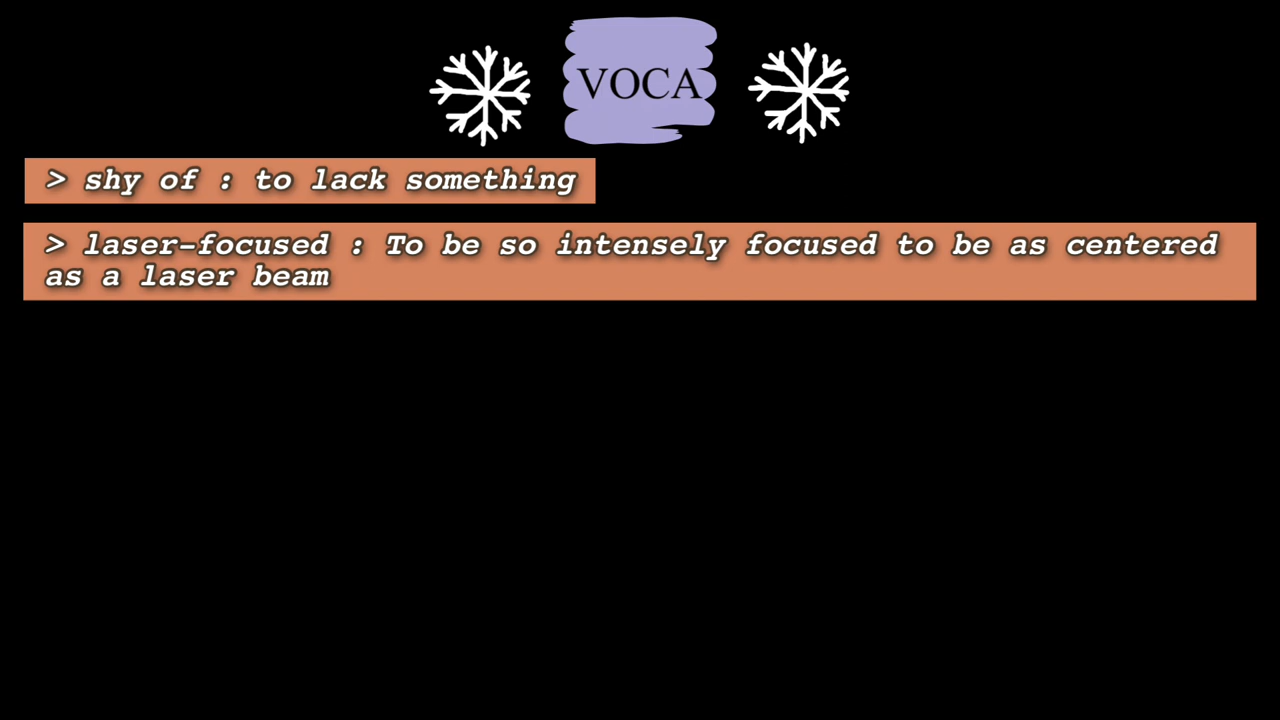 VOCA
> shy of : to lack something
> laser-focused : To be so intensely focused to be as centered
as a laser beam